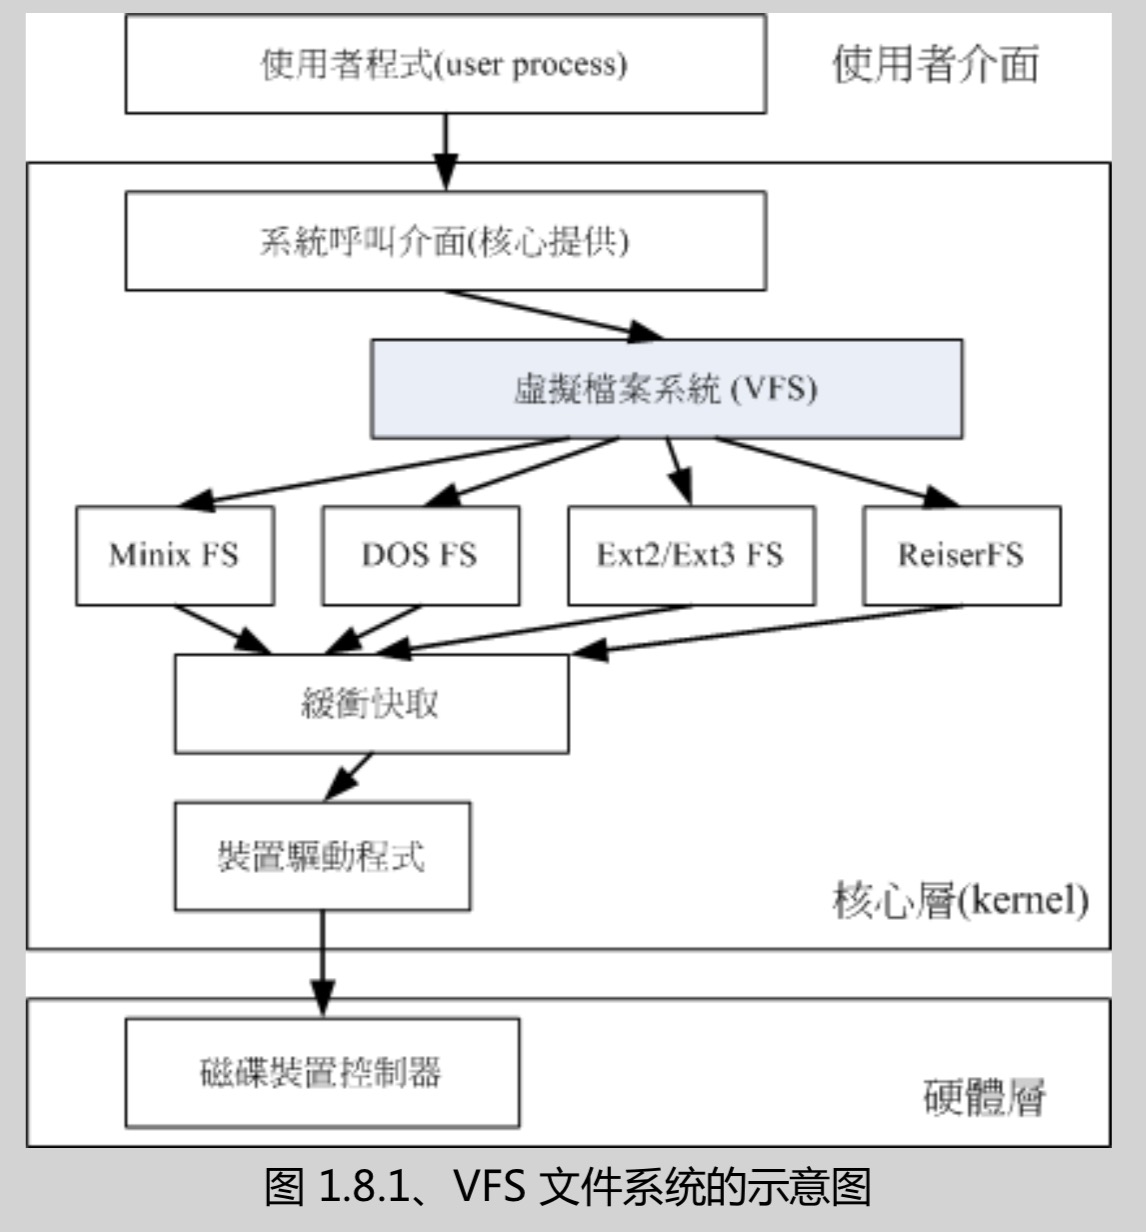 使用者程式(user process)
使用者介面
系統呼叫介面(核心提供)
虛擬檔案系統 (VFS)
Minix FS
DOS FS
Ext2/Ext3 FS
ReiserFS
緩衝快取
裝置驅動程式
核心層(kernel)
磁碟裝置控制器
硬體層
图 1.8.1、VFS 文件系统的示意图